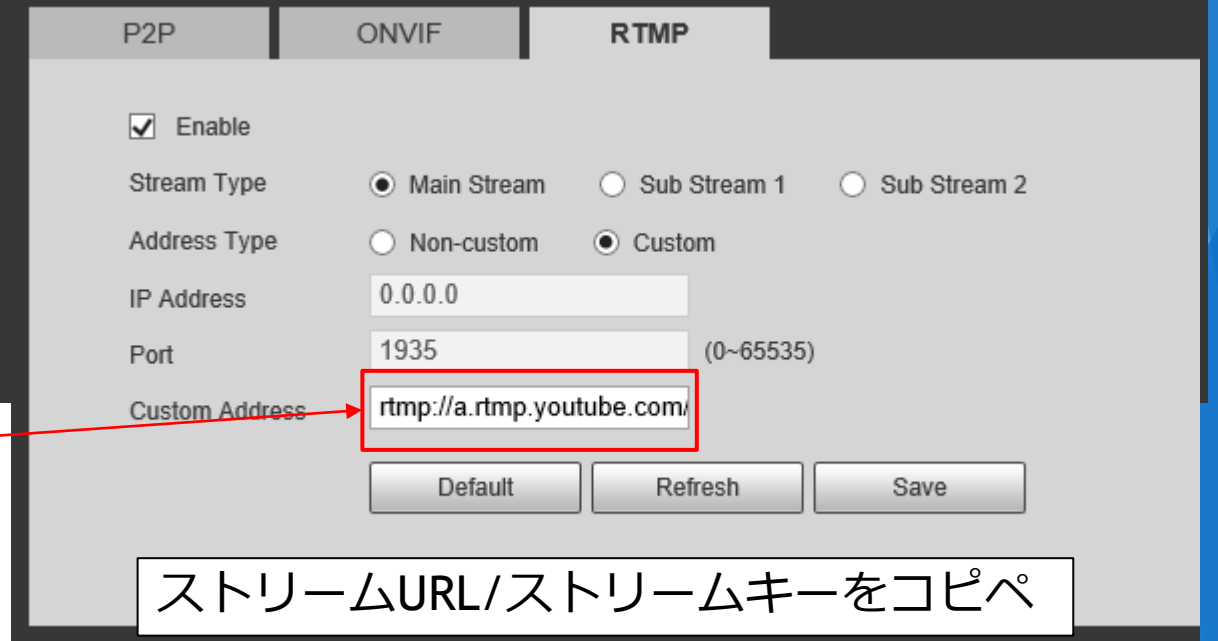 P2P ONVIF RTMP
Enable
Stream Type Main Stream Sub Stream 1 Sub Stream 2
Address Type Non-custom Custom
IP Address 0.0.0.0
Port 1935 (0~65535)
Custom Address rtmp://a.rtmp.youtube.com/
Default Refresh Save
ストリームURL/ストリームキーをコピペ